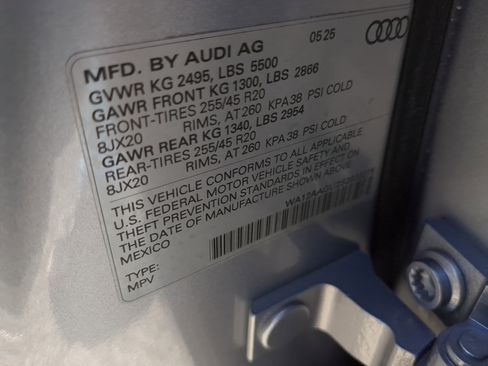 MFD. BY AUDI AG 05 25
GVWR KG 2495, LBS 5500
GAWR FRONT KG 1300, LBS 2866
FRONT-TIRES 255/45 R20
8JX20 RIMS, AT 260 KPA 38 PSI COLD
GAWR REAR KG 1340, LBS 2954
REAR-TIRES 255/45 R20
8JX20 RIMS, AT 260 KPA 38 PSI COLD
THIS VEHICLE CONFORMS TO ALL APPLICABLE
U.S. FEDERAL MOTOR VEHICLE SAFETY AND
THEFT PREVENTION STANDARDS IN EFFECT ON
THE DATE OF MANUFACTURE SHOWN ABOVE
MEXICO
TYPE:
MPV